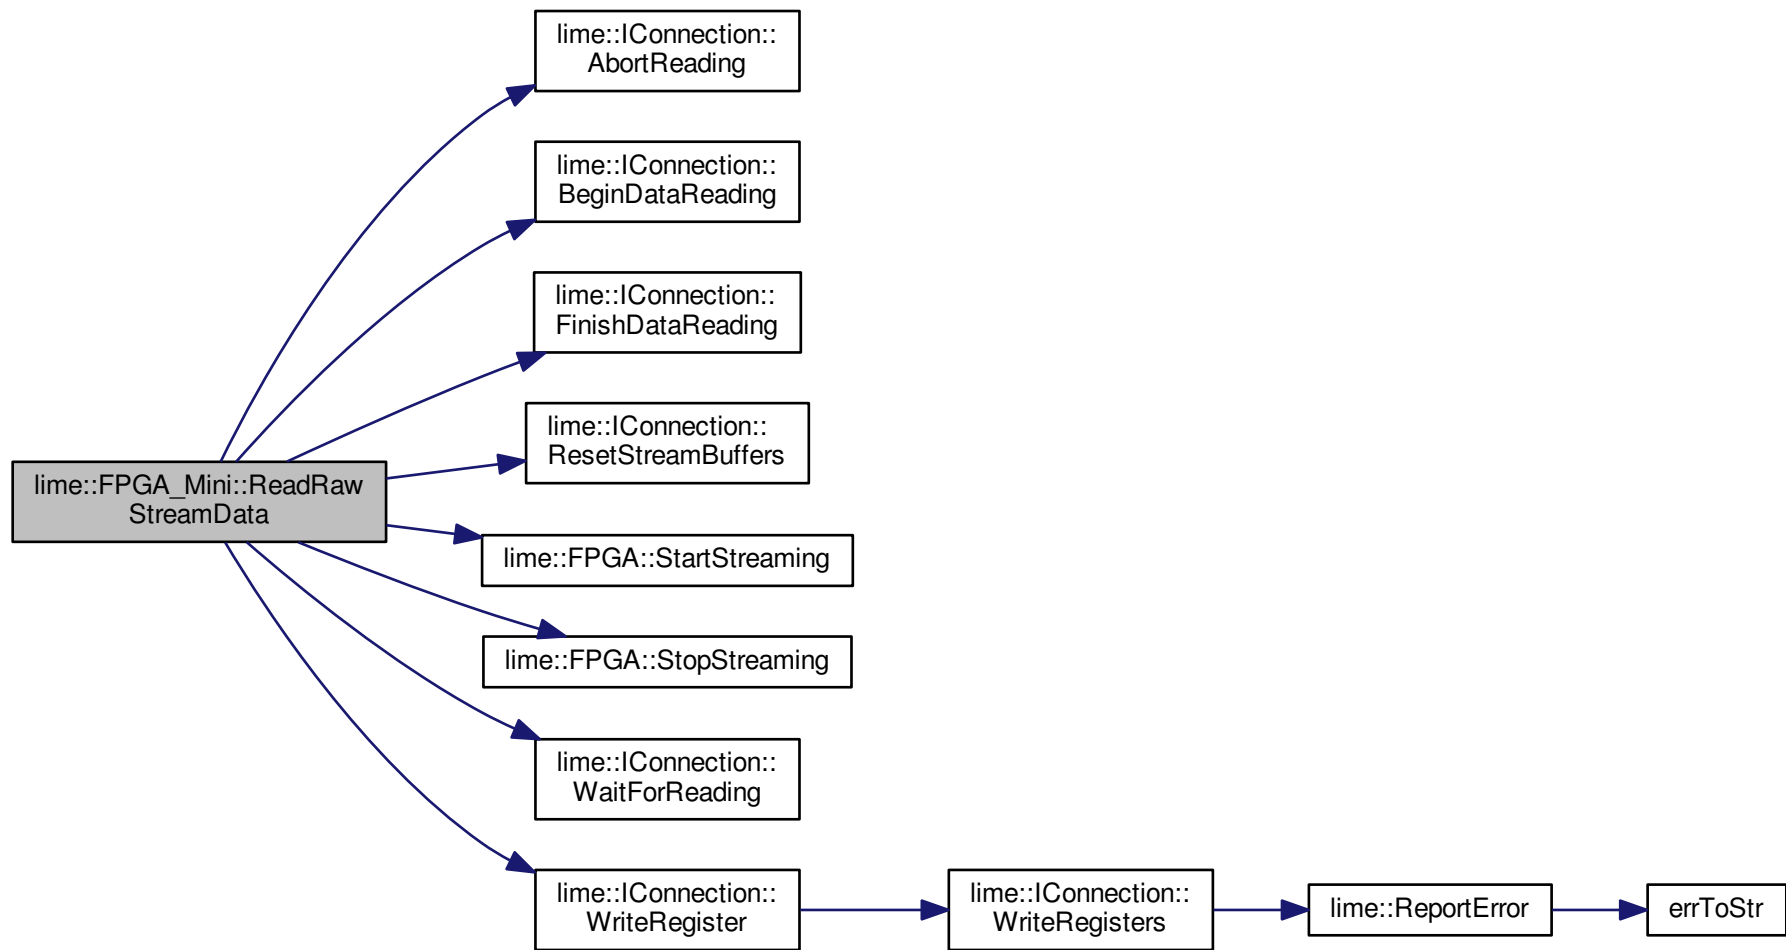 lime::IConnection::
AbortReading
lime::IConnection::
BeginDataReading
lime::IConnection::
FinishDataReading
lime::IConnection::
ResetStreamBuffers
lime::FPGA_Mini::ReadRaw
StreamData
lime::FPGA::StartStreaming
lime::FPGA::StopStreaming
lime::IConnection::
WaitForReading
lime::IConnection::
WriteRegister
lime::IConnection::
WriteRegisters
lime::ReportError
errToStr